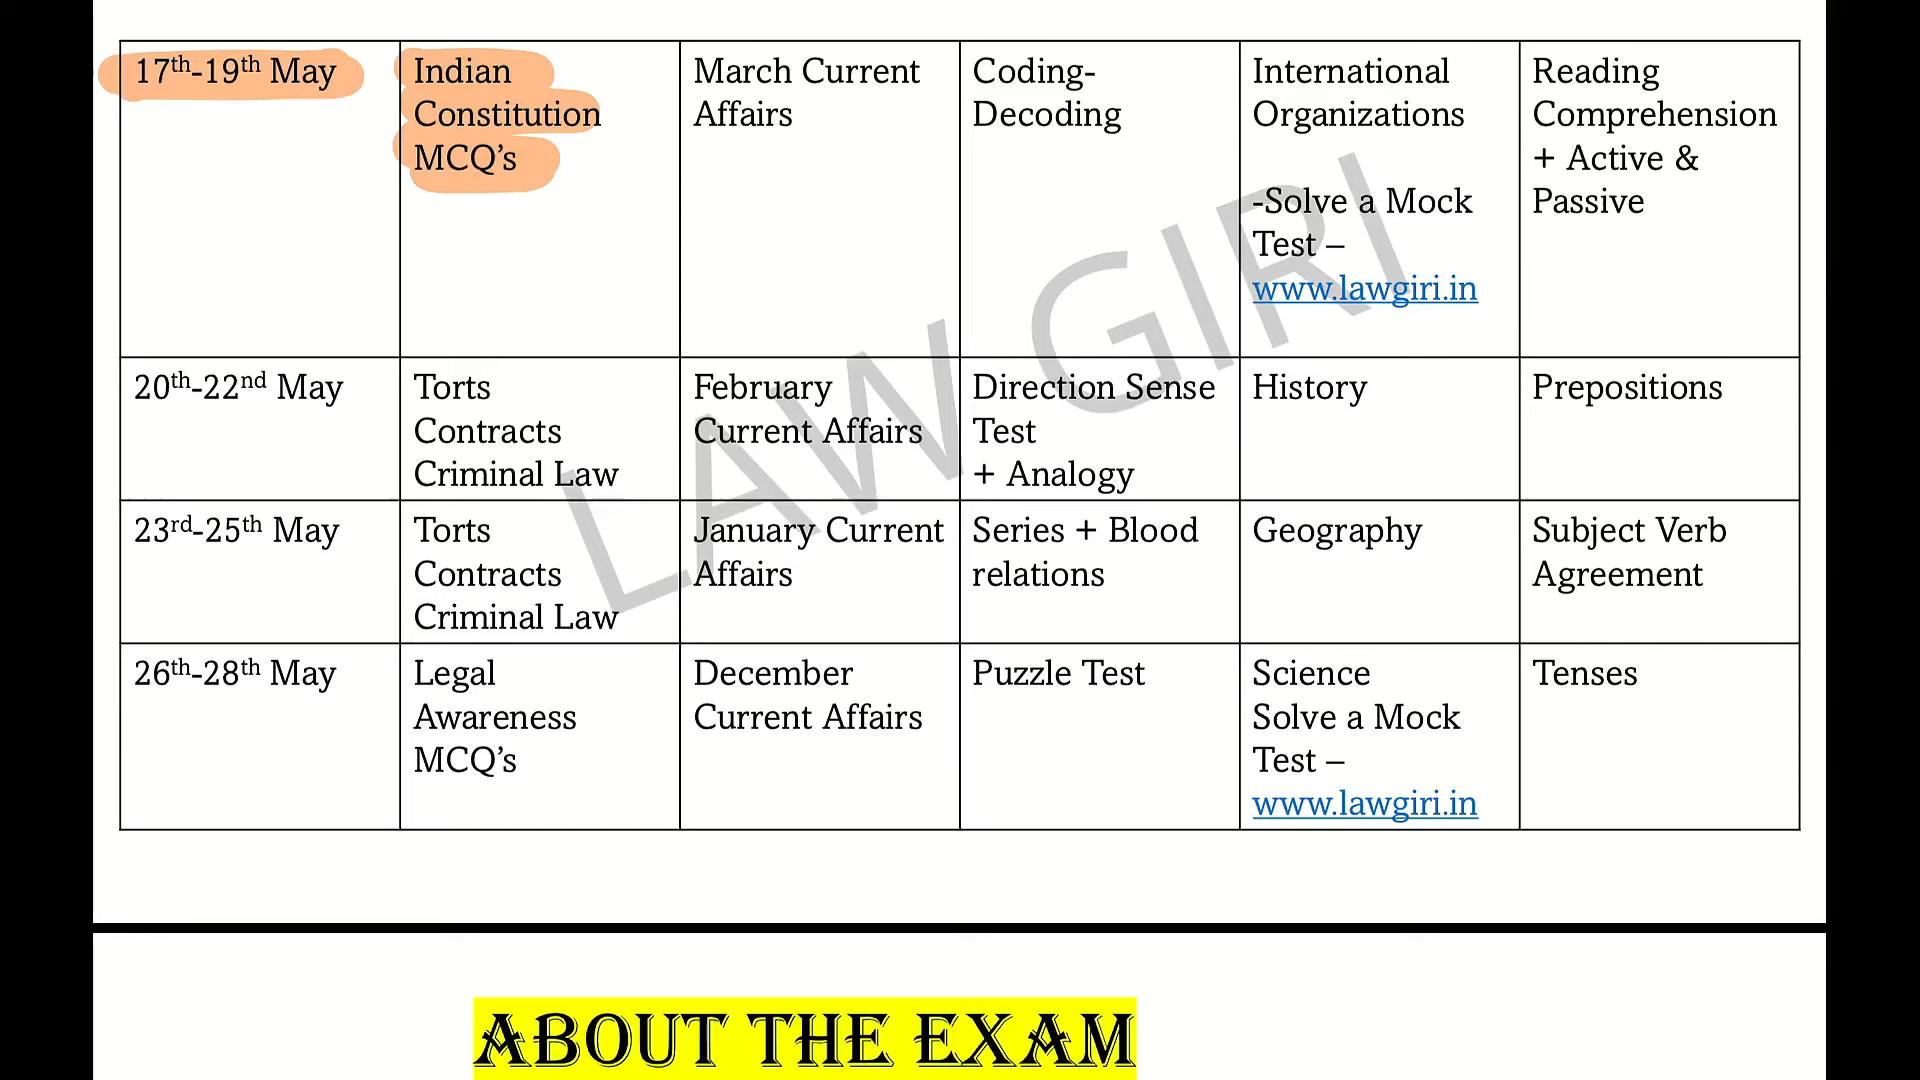 17th-19th May
Indian
Constitution
MCQ’s
March Current
Affairs
Coding-
Decoding
International
Organizations
-Solve a Mock
Test –
www.lawgiri.in
Reading
Comprehension
+ Active &
Passive
20th-22nd May
Torts
Contracts
Criminal Law
February
Current Affairs
Direction Sense
Test
+ Analogy
History
Prepositions
23rd-25th May
Torts
Contracts
Criminal Law
January Current
Affairs
Series + Blood
relations
Geography
Subject Verb
Agreement
26th-28th May
Legal
Awareness
MCQ’s
December
Current Affairs
Puzzle Test
Science
Solve a Mock
Test –
www.lawgiri.in
Tenses
LAW GIRI
ABOUT THE EXAM